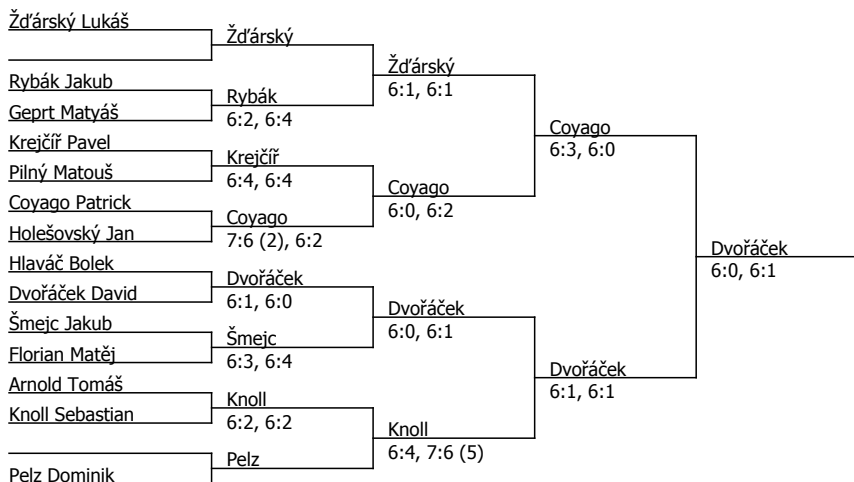 Žďárský Lukáš
Rybák Jakub
Geprt Matyáš
Krejčíř Pavel
Pilný Matouš
Coyago Patrick
Holešovský Jan
Hlaváč Bolek
Dvořáček David
Šmejc Jakub
Florian Matěj
Arnold Tomáš
Knoll Sebastian
Pelz Dominik
Žďárský
Rybák
6:2, 6:4
Krejčíř
6:4, 6:4
Coyago
7:6 (2), 6:2
Dvořáček
6:1, 6:0
Šmejc
6:3, 6:4
Knoll
6:2, 6:2
Pelz
Žďárský
6:1, 6:1
Coyago
6:0, 6:2
Dvořáček
6:0, 6:1
Knoll
6:4, 7:6 (5)
Coyago
6:3, 6:0
Dvořáček
6:1, 6:1
Dvořáček
6:0, 6:1